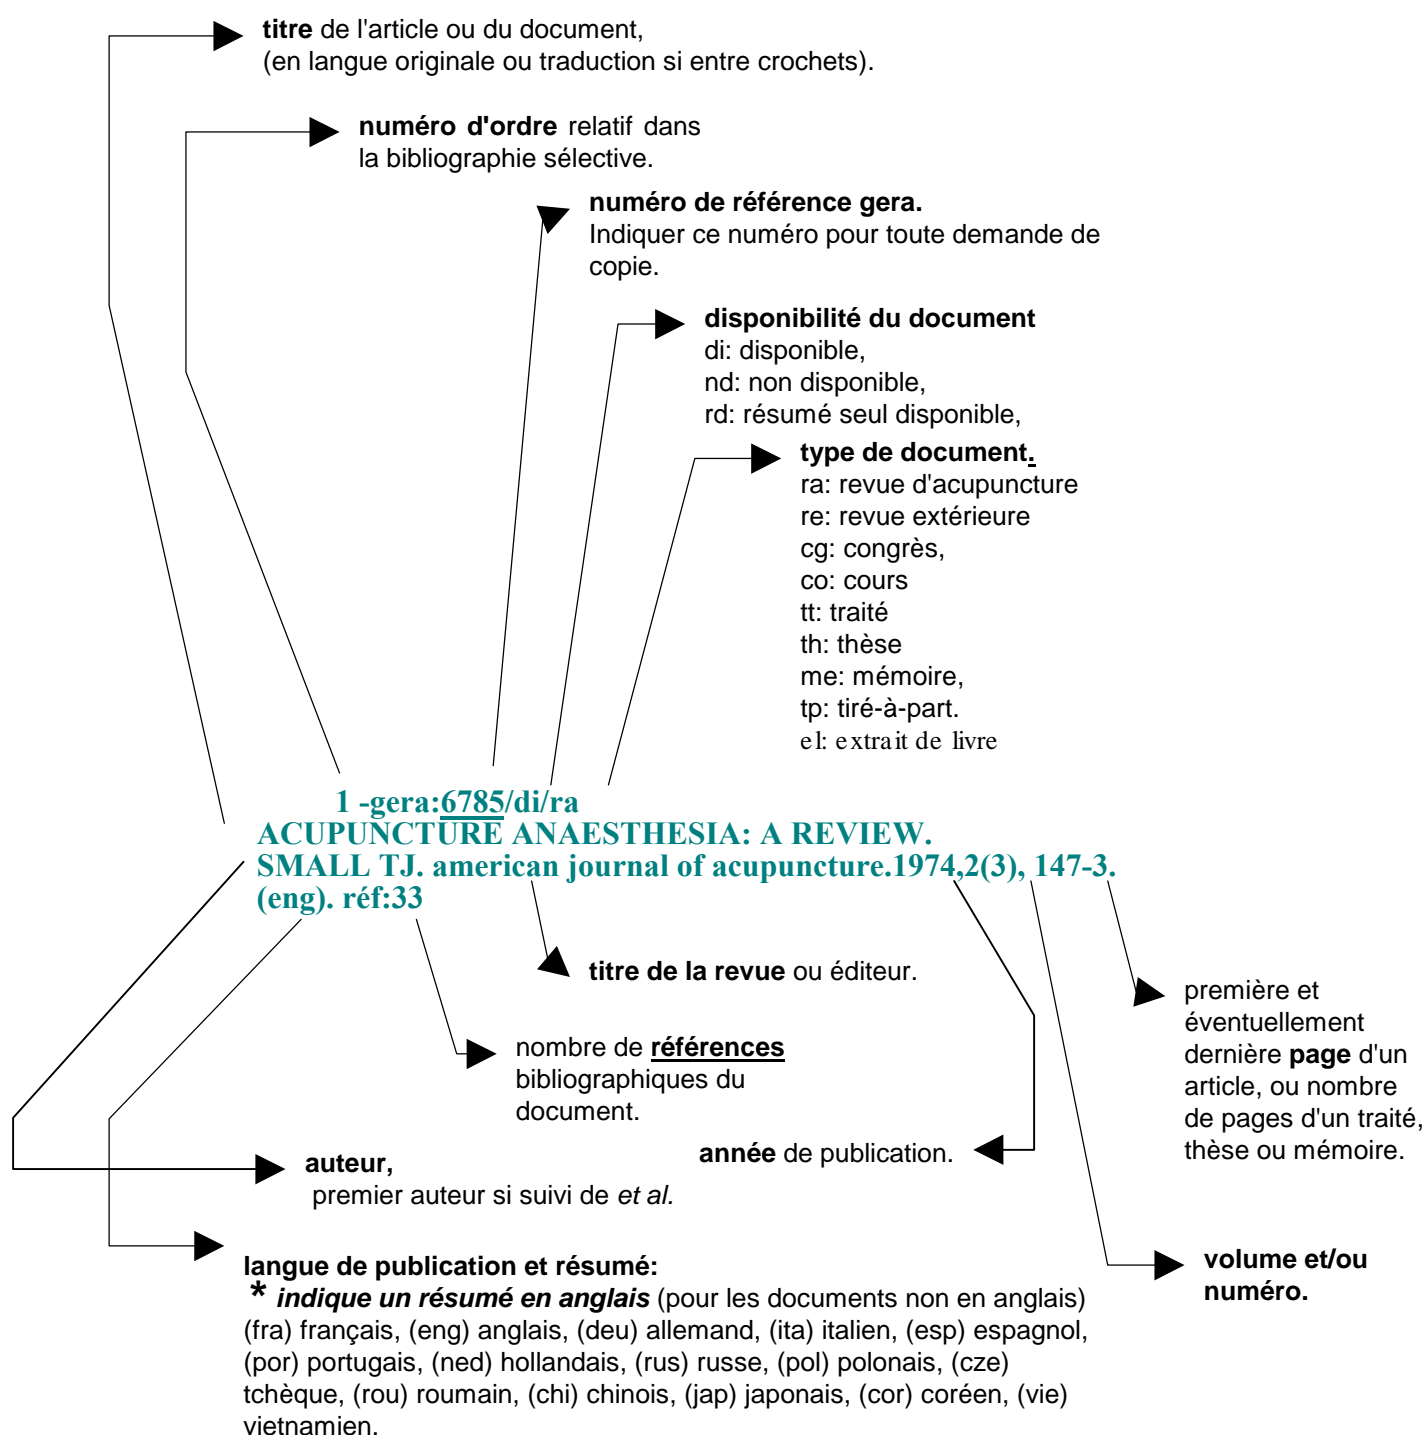 titre de l'article ou du document,
(en langue originale ou traduction si entre crochets).
numéro d'ordre relatif dans
la bibliographie sélective.
numéro de référence gera.
Indiquer ce numéro pour toute demande de
copie.
disponibilité du document
di: disponible,
nd: non disponible,
rd: résumé seul disponible,
type de document.
ra: revue d'acupuncture
re: revue extérieure
cg: congrès,
co: cours
tt: traité
th: thèse
me: mémoire,
tp: tiré-à-part.
el: extrait de livre
1 -gera:6785/di/ra
ACUPUNCTURE ANAESTHESIA: A REVIEW.
SMALL TJ. american journal of acupuncture.1974,2(3), 147-3.
(eng). réf:33
titre de la revue ou éditeur.
première et
éventuellement
dernière page d'un
article, ou nombre
de pages d'un traité,
thèse ou mémoire.
nombre de références
bibliographiques du
document.
année de publication.
auteur,
premier auteur si suivi de et al.
volume et/ou
numéro.
langue de publication et résumé:
* indique un résumé en anglais (pour les documents non en anglais)
(fra) français, (eng) anglais, (deu) allemand, (ita) italien, (esp) espagnol,
(por) portugais, (ned) hollandais, (rus) russe, (pol) polonais, (cze)
tchèque, (rou) roumain, (chi) chinois, (jap) japonais, (cor) coréen, (vie)
vietnamien.